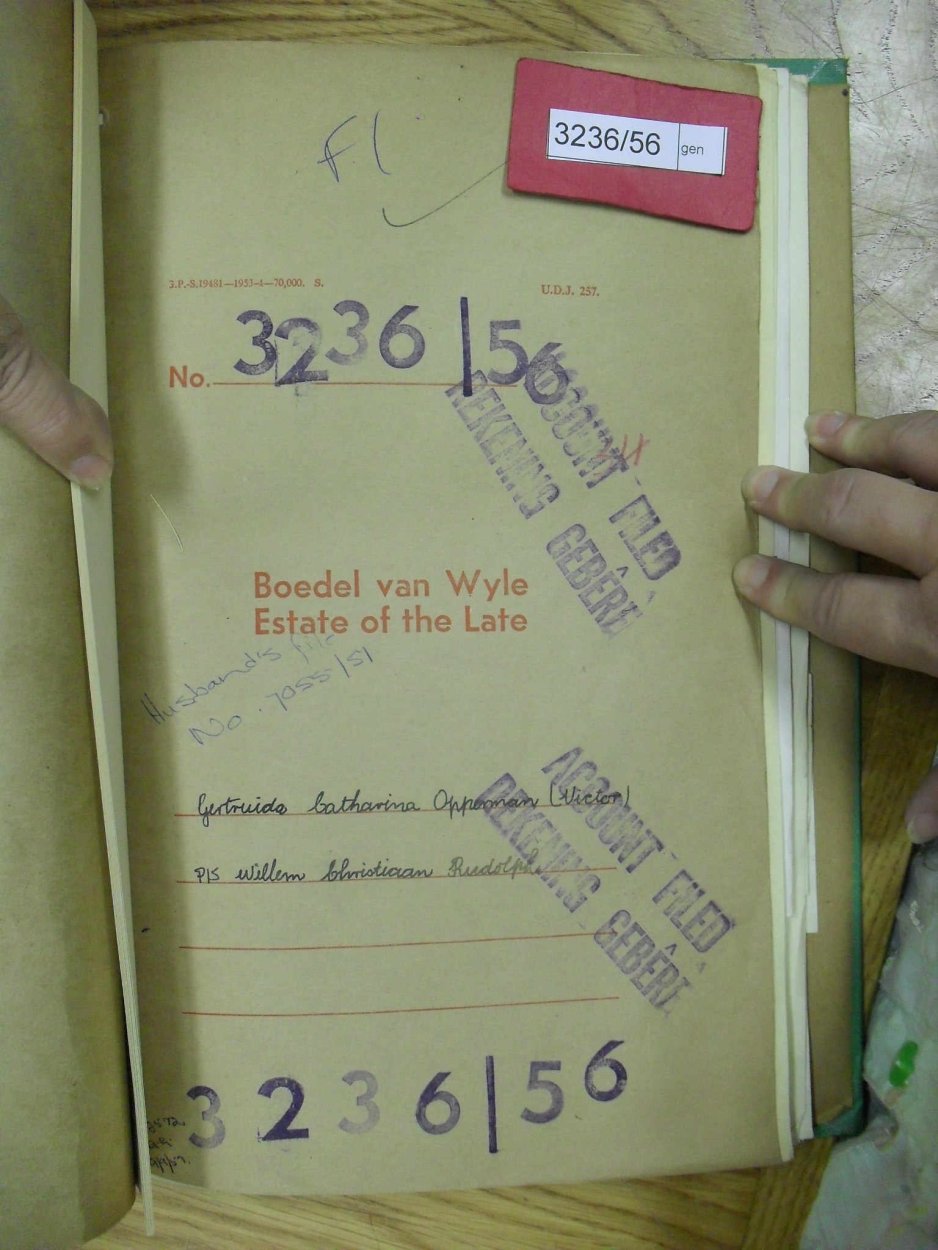 F1
3236/56 gen
G.P.-S.19481—1953-4—70,000. S.
U.D.J. 257.
No. 3236/56
ACCOUNT FILED
REKENING GEBÊRE
Boedel van Wyle
Estate of the Late
Husband's file
No. 7055/51
Gertruida Catharina Opperman (Victor)
P/S Willem Christiaan Rudolph
ACCOUNT FILED
REKENING GEBÊRE
3236/56